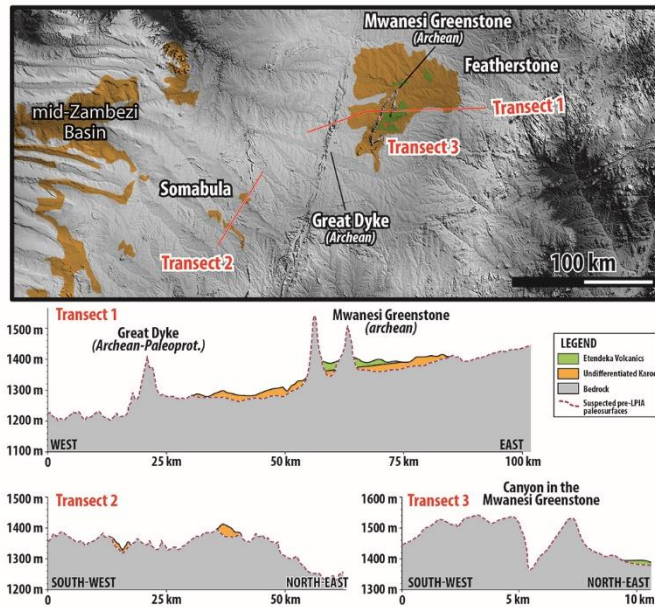 Mwanesi Greenstone
(Archean)
Featherstone
mid-Zambezi
Basin
Transect 1
Transect 3
Somabula
Great Dyke
(Archean)
Transect 2
100 km
Transect 1
1500 m
1400 m
1300 m
1200 m
1100 m
Great Dyke
(Archean-Paleoprot.)
Mwanesi Greenstone
(archean)
WEST
EAST
0
25 km
50 km
75 km
100 km
LEGEND
Etendeka Volcanics
Undifferentiated Karoo
Bedrock
Suspected pre-LPIA
paleosurfaces
Transect 2
1500 m
1400 m
1300 m
1200 m
SOUTH-WEST
NORTH-EAST
0
25 km
50 km
Transect 3
Canyon in the
Mwanesi Greenstone
1600 m
1500 m
1400 m
1300 m
SOUTH-WEST
NORTH-EAST
0
5 km
10 km